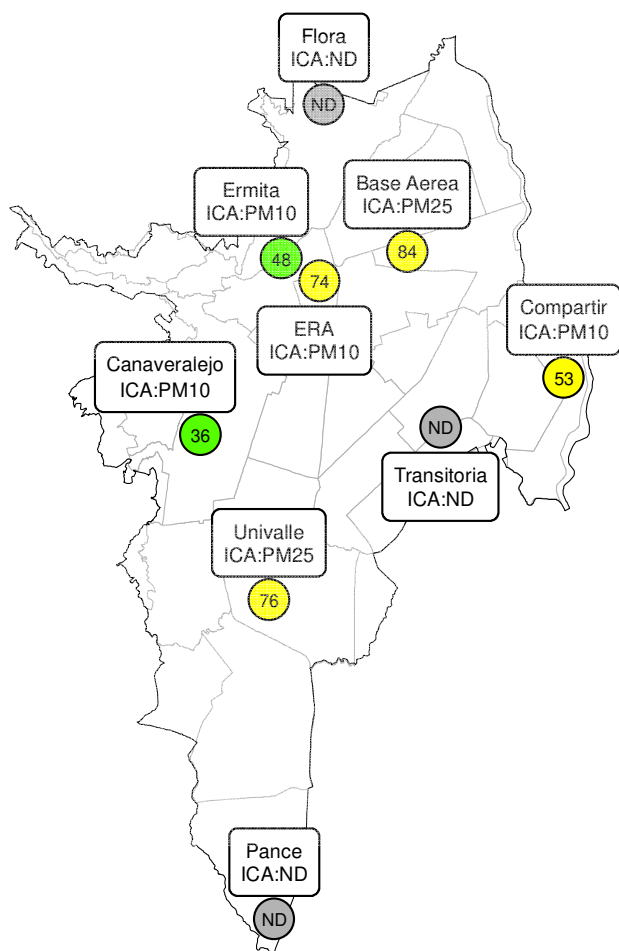 Flora
ICA:ND
ND
Ermita
ICA:PM10
48
Base Aerea
ICA:PM25
84
74
ERA
ICA:PM10
Compartir
ICA:PM10
53
Canaveralejo
ICA:PM10
36
ND
Transitoria
ICA:ND
Univalle
ICA:PM25
76
Pance
ICA:ND
ND